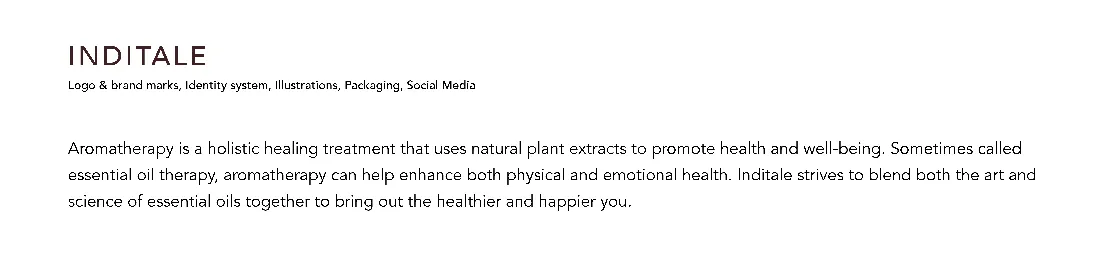 INDITALE
Logo & brand marks, Identity system, Illustrations, Packaging, Social Media
Aromatherapy is a holistic healing treatment that uses natural plant extracts to promote health and well-being. Sometimes called
essential oil therapy, aromatherapy can help enhance both physical and emotional health. Inditale strives to blend both the art and
science of essential oils together to bring out the healthier and happier you.